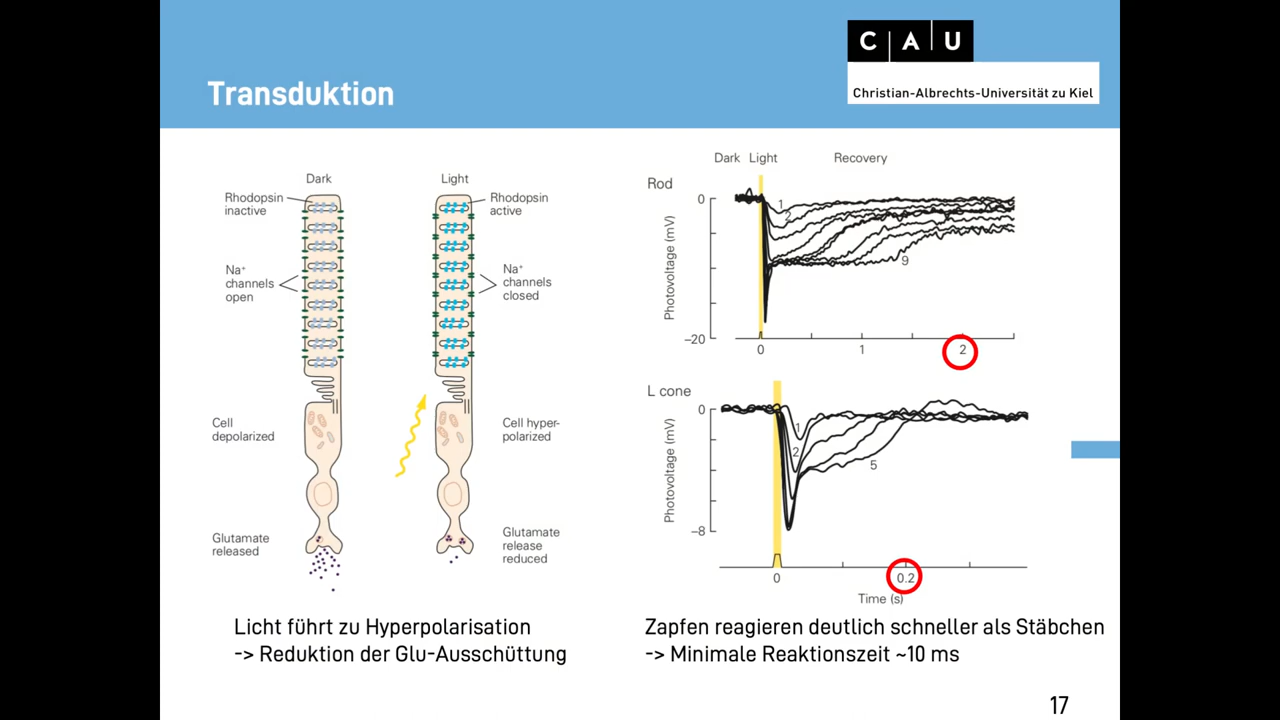 CAU
Christian-Albrechts-Universität zu Kiel
Transduktion
Dark
Light
Rhodopsin
inactive
Rhodopsin
active
Na⁺
channels
open
Na⁺
channels
closed
Cell
depolarized
Cell hyper-
polarized
Glutamate
released
Glutamate
release
reduced
Licht führt zu Hyperpolarisation
-> Reduktion der Glu-Ausschüttung
Dark Light Recovery
Rod
Photovoltage (mV)
0
1
2
9
–20
0 1 2
L cone
Photovoltage (mV)
0
1
2
5
–8
0 0.2
Time (s)
Zapfen reagieren deutlich schneller als Stäbchen
-> Minimale Reaktionszeit ~10 ms
17